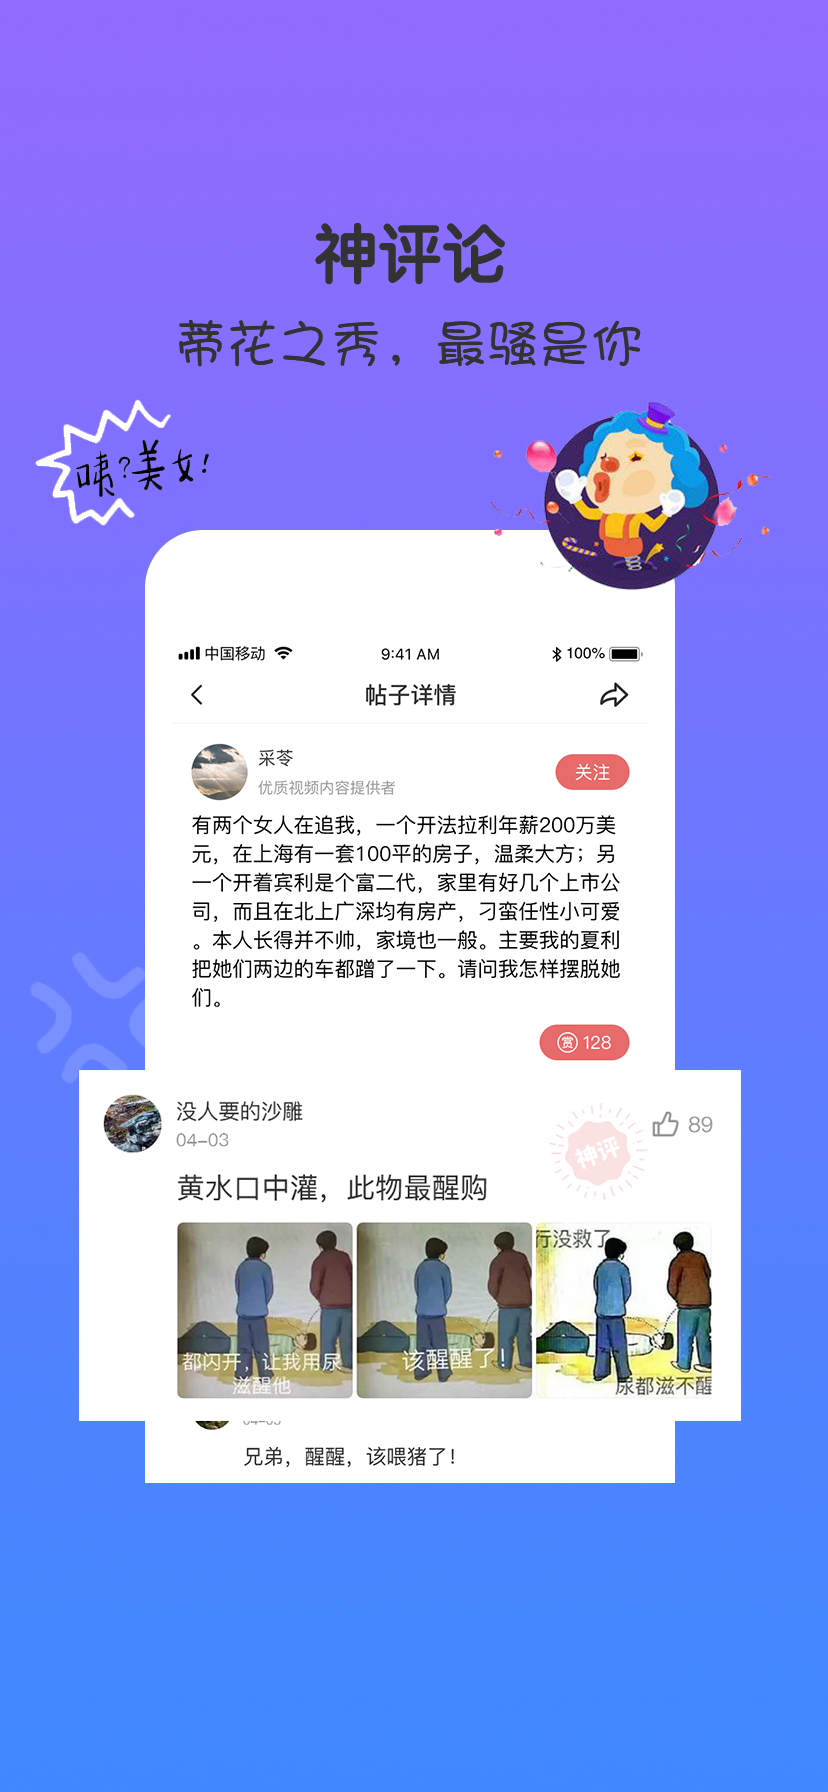 神评论
蒂花之秀，最骚是你
咦?美女!
中国移动
9:41 AM
100%
帖子详情
采苓
关注
优质视频内容提供者
有两个女人在追我，一个开法拉利年薪200万美
元，在上海有一套100平的房子，温柔大方；另
一个开着宾利是个富二代，家里有好几个上市公
司，而且在北上广深均有房产，刁蛮任性小可爱
。本人长得并不帅，家境也一般。主要我的夏利
把她们两边的车都蹭了一下。请问我怎样摆脱她
们。
赏 128
没人要的沙雕
04-03
神评
89
黄水口中灌，此物最醒购
都闪开，让我用尿
滋醒他
该醒醒了！
行没救了
尿都滋不醒
04-03
兄弟，醒醒，该喂猪了！